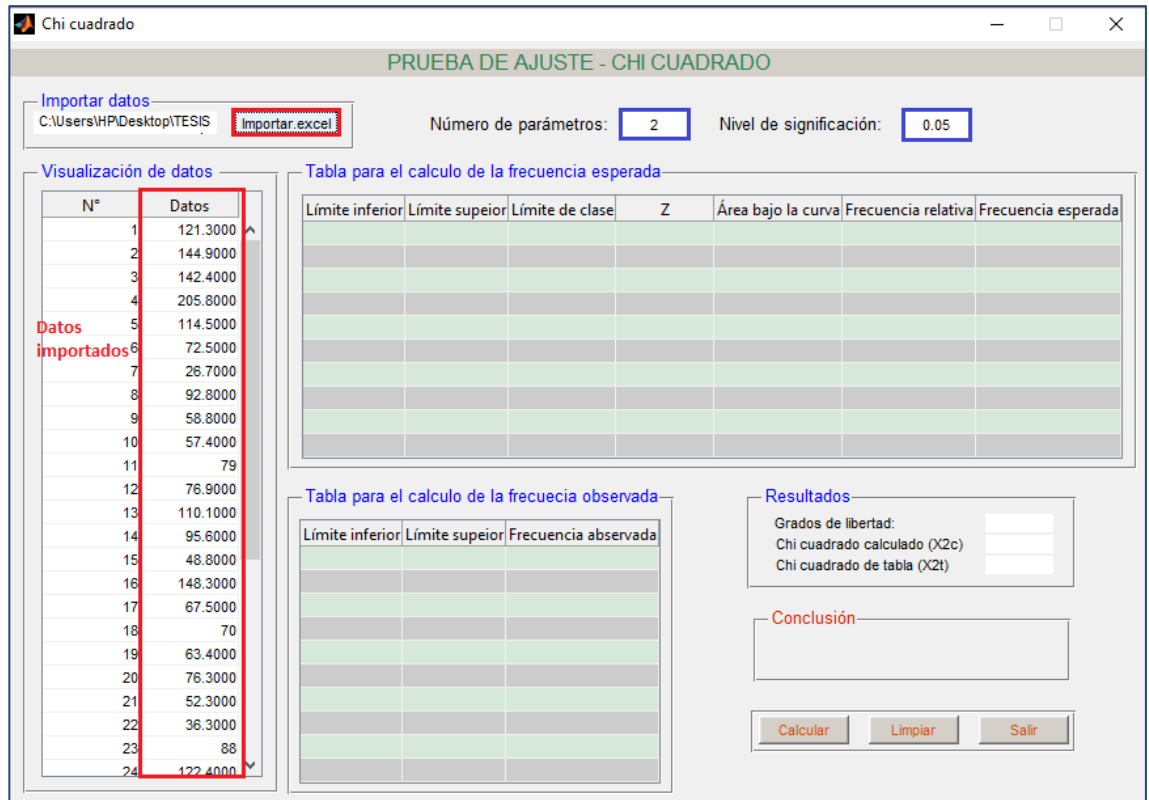 Chi cuadrado
PRUEBA DE AJUSTE - CHI CUADRADO
Importar datos
C:\Users\HP\Desktop\TESIS Importar.excel
Número de parámetros: 2 Nivel de significación: 0.05
Visualización de datos
N° Datos
1 121.3000
2 144.9000
3 142.4000
4 205.8000
5 114.5000
6 72.5000
7 26.7000
8 92.8000
9 58.8000
10 57.4000
11 79
12 76.9000
13 110.1000
14 95.6000
15 48.8000
16 148.3000
17 67.5000
18 70
19 63.4000
20 76.3000
21 52.3000
22 36.3000
23 88
24 122.4000
Datos
importados
Tabla para el calculo de la frecuencia esperada
Límite inferior Límite supeior Límite de clase Z Área bajo la curva Frecuencia relativa Frecuencia esperada
Tabla para el calculo de la frecuecia observada
Límite inferior Límite supeior Frecuencia abservada
Resultados
Grados de libertad:
Chi cuadrado calculado (X2c)
Chi cuadrado de tabla (X2t)
Conclusión
Calcular Limpiar Salir